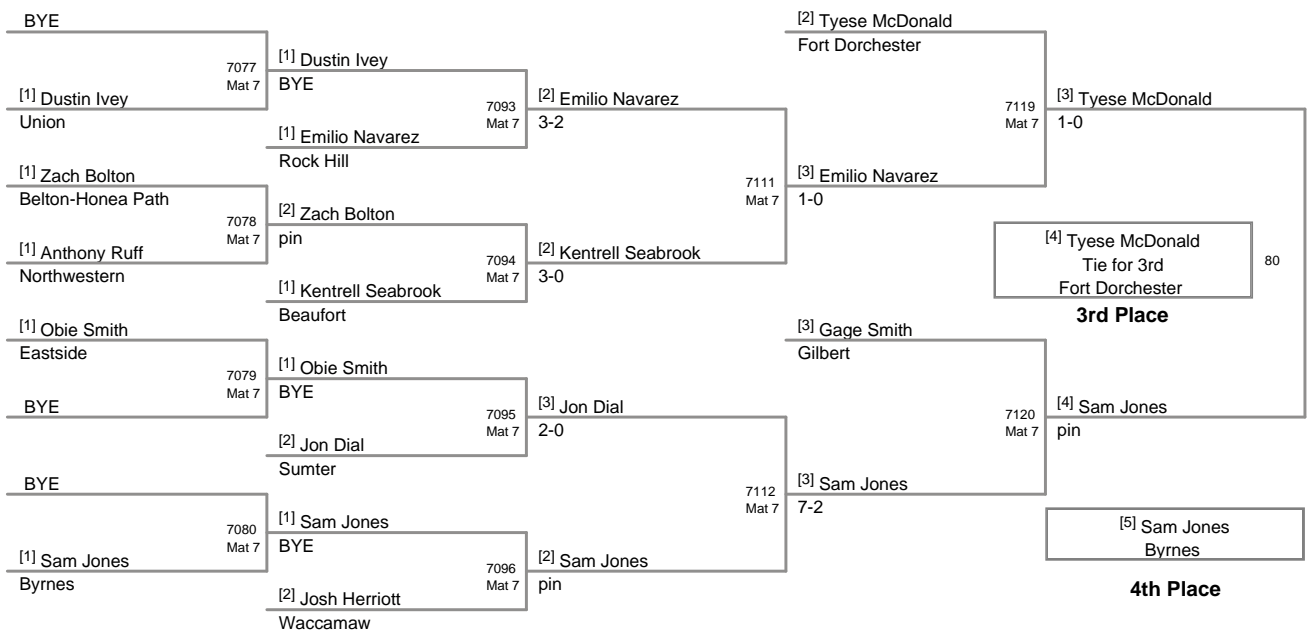 BYE
7077
Mat 7
[1] Dustin Ivey
Union
[1] Zach Bolton
Belton-Honea Path
7078
Mat 7
[1] Anthony Ruff
Northwestern
[1] Obie Smith
Eastside
7079
Mat 7
BYE
BYE
7080
Mat 7
[1] Sam Jones
Byrnes
[1] Dustin Ivey
BYE
7093
Mat 7
[1] Emilio Navarez
Rock Hill
[2] Zach Bolton
pin
7094
Mat 7
[1] Kentrell Seabrook
Beaufort
[1] Obie Smith
BYE
7095
Mat 7
[2] Jon Dial
Sumter
[1] Sam Jones
BYE
7096
Mat 7
[2] Josh Herriott
Waccamaw
[2] Emilio Navarez
3-2
7111
Mat 7
[2] Kentrell Seabrook
3-0
[3] Jon Dial
2-0
7112
Mat 7
[2] Sam Jones
pin
[2] Tyese McDonald
Fort Dorchester
7119
Mat 7
[3] Emilio Navarez
1-0
[3] Gage Smith
Gilbert
7120
Mat 7
[3] Sam Jones
7-2
[3] Tyese McDonald
1-0
[4] Tyese McDonald
Tie for 3rd
Fort Dorchester
80
3rd Place
[4] Sam Jones
pin
[5] Sam Jones
Byrnes
4th Place